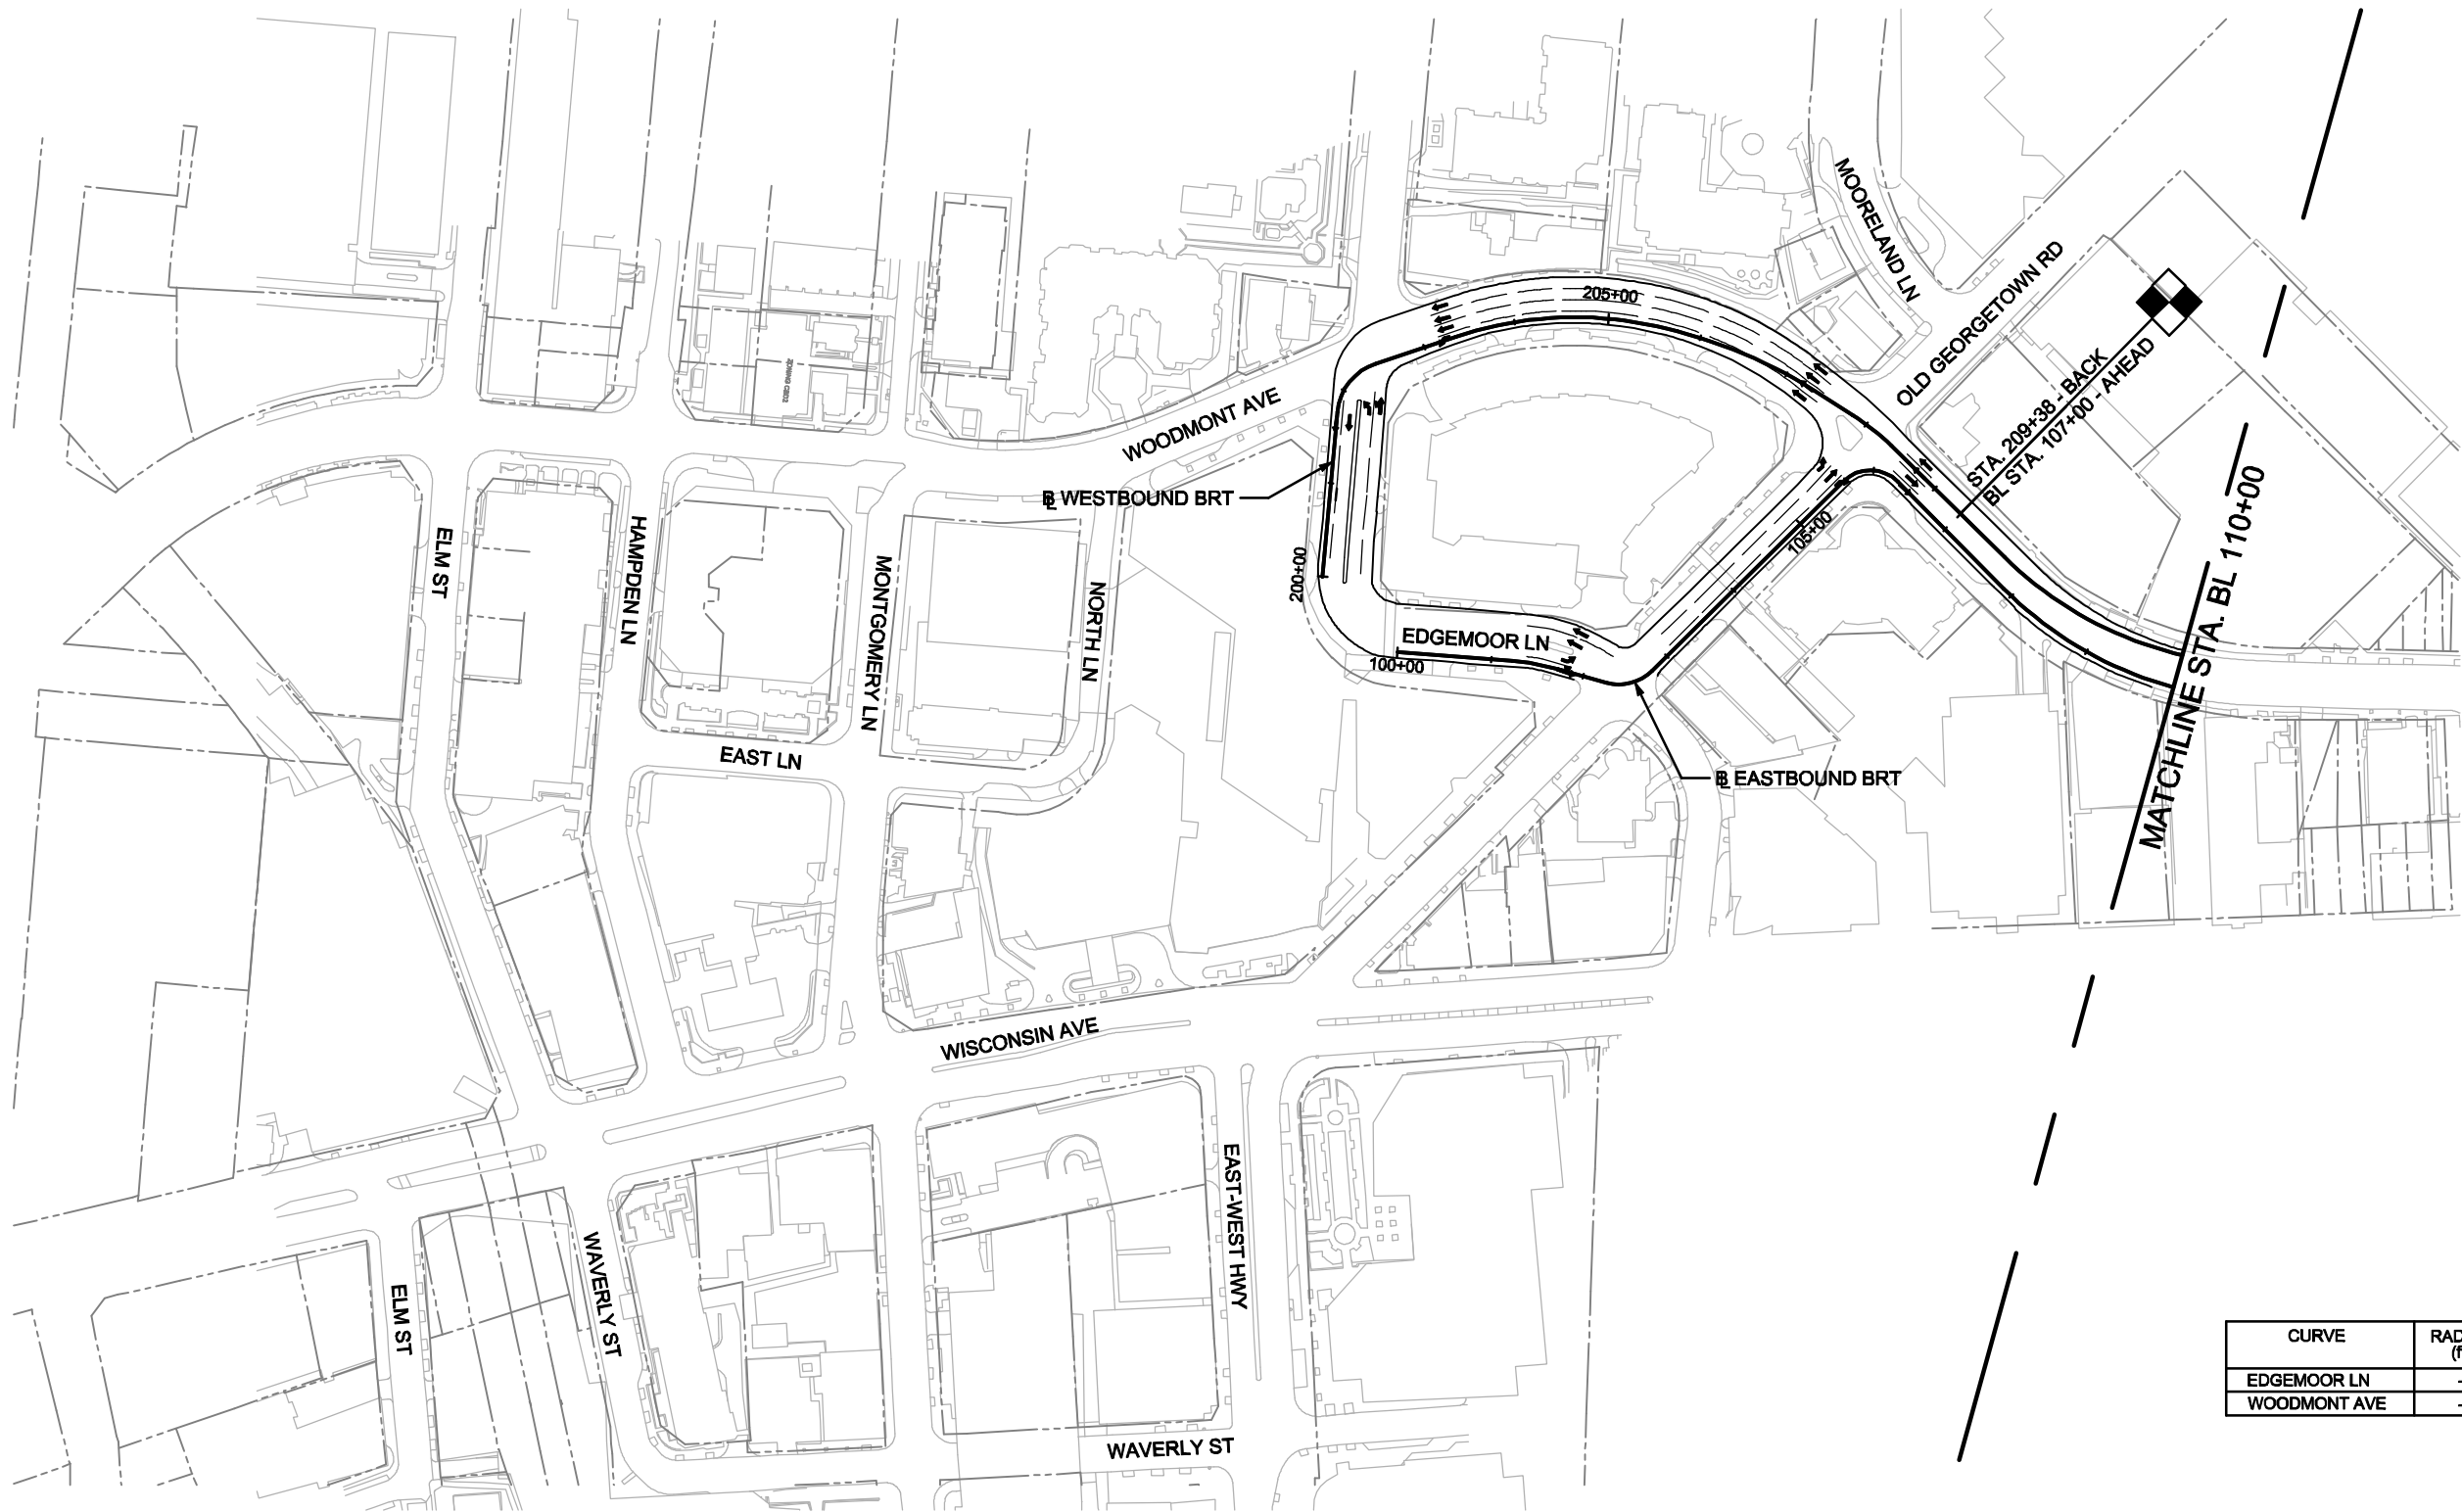 MOORELAND LN
205+00
OLD GEORGETOWN RD
STA. 209+38 - BACK
BL STA. 107+00 - AHEAD
WOODMONT AVE
BL WESTBOUND BRT
MATCHLINE STA. BL 110+00
105+00
200+00
ELM ST
HAMPDEN LN
MONTGOMERY LN
NORTH LN
EDGEMOOR LN
100+00
EAST LN
BL EASTBOUND BRT
WISCONSIN AVE
EAST-WEST HWY
WAVERLY ST
ELM ST
WAVERLY ST
CURVE
EDGEMOOR LN
WOODMONT AVE